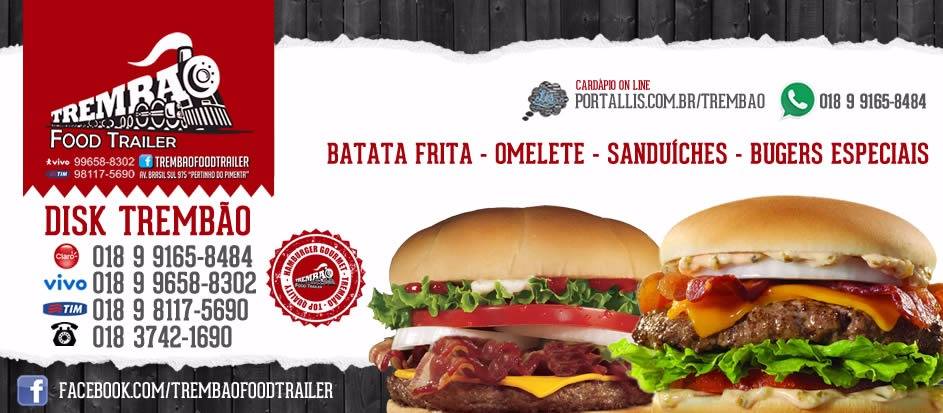 TREMBÃO
FOOD TRAILER
vivo 99658-8302 f TREMBAOFOODTRAILER
TIM 98117-5690 AV. BRASIL SUL 975 "PERTINHO DO PIMENTA"
CARDÁPIO ON LINE
PORTALLIS.COM.BR/TREMBAO
018 9 9165-8484
BATATA FRITA - OMELETE - SANDUÍCHES - BUGERS ESPECIAIS
DISK TREMBÃO
Claro 018 9 9165-8484
vivo 018 9 9658-8302
TIM 018 9 8117-5690
018 3742-1690
HAMBURGER GOURMET - TREMBÃO TOP QUALITY -
TREMBÃO
FOOD TRAILER
f FACEBOOK.COM/TREMBAOFOODTRAILER